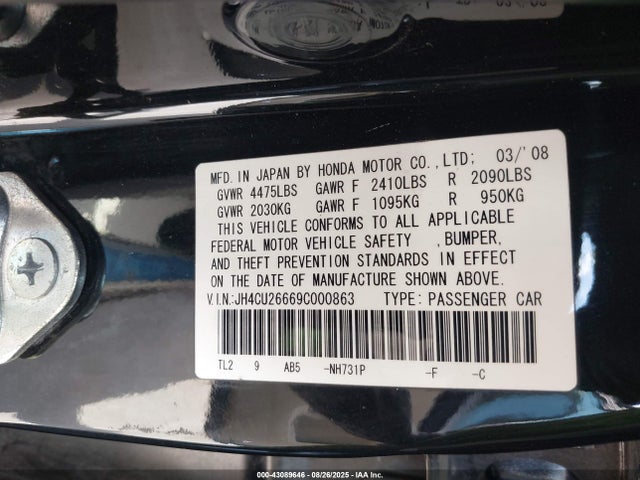 MFD. IN JAPAN BY HONDA MOTOR CO.,LTD; 03/'08
GVWR 4475LBS GAWR F 2410LBS R 2090LBS
GVWR 2030KG GAWR F 1095KG R 950KG
THIS VEHICLE CONFORMS TO ALL APPLICABLE
FEDERAL MOTOR VEHICLE SAFETY ,BUMPER,
AND THEFT PREVENTION STANDARDS IN EFFECT
ON THE DATE OF MANUFACTURE SHOWN ABOVE.
V.I.N:JH4CU26669C000863 TYPE: PASSENGER CAR
TL2 9 AB5 -NH731P -F -C
000-43089646 - 08/26/2025 - IAA Inc.